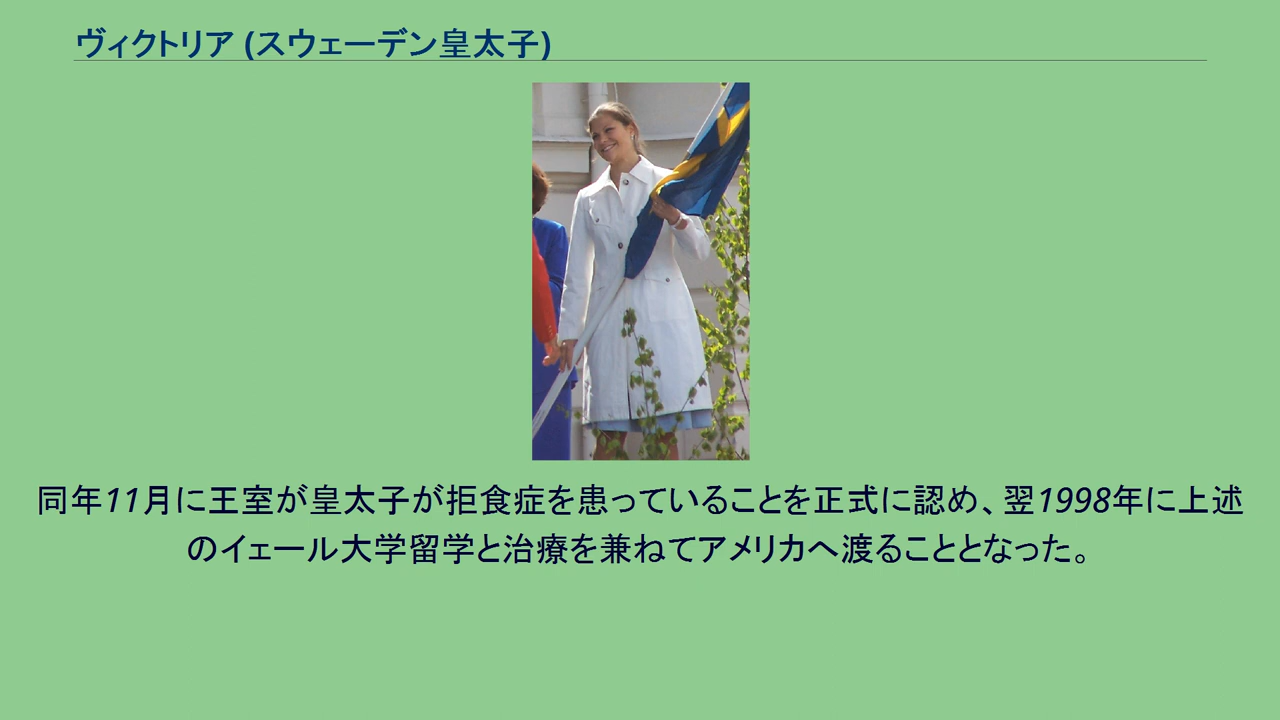 ヴィクトリア (スウェーデン皇太子)
同年11月に王室が皇太子が拒食症を患っていることを正式に認め、翌1998年に上述
のイェール大学留学と治療を兼ねてアメリカへ渡ることとなった。